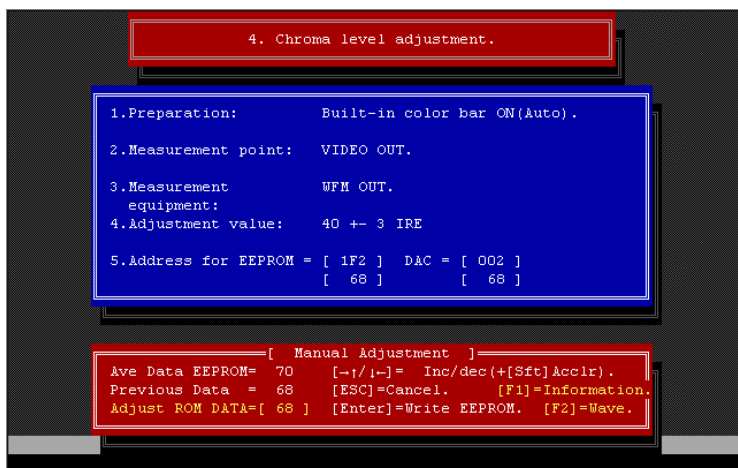 4. Chroma level adjustment.
1.Preparation: Built-in color bar ON(Auto).
2.Measurement point: VIDEO OUT.
3.Measurement WFM OUT.
equipment:
4.Adjustment value: 40 +- 3 IRE
5.Address for EEPROM = [ 1F2 ] DAC = [ 002 ]
[ 68 ] [ 68 ]
[ Manual Adjustment ]
Ave Data EEPROM= 70 [→↑/↓←]= Inc/dec(+[Sft]Acclr).
Previous Data = 68 [ESC]=Cancel. [F1]=Information.
Adjust ROM DATA=[ 68 ] [Enter]=Write EEPROM. [F2]=Wave.